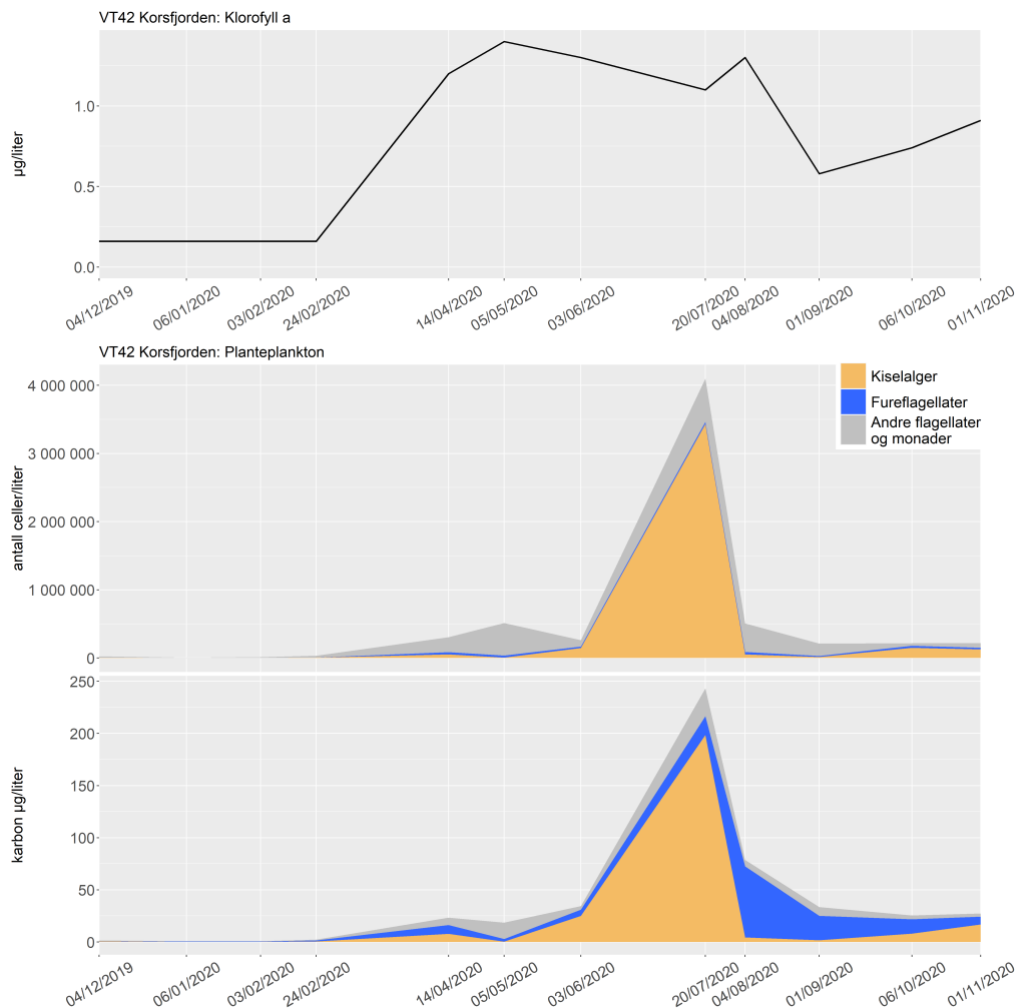 VT42 Korsfjorden: Klorofyll a
µg/liter
1.0
0.5
0.0
04/12/2019
06/01/2020
03/02/2020
24/02/2020
14/04/2020
05/05/2020
03/06/2020
20/07/2020
04/08/2020
01/09/2020
06/10/2020
01/11/2020
VT42 Korsfjorden: Planteplankton
antall celler/liter
4 000 000
3 000 000
2 000 000
1 000 000
0
Kiselalger
Fureflagellater
Andre flagellater
og monader
karbon µg/liter
250
200
150
100
50
0
04/12/2019
06/01/2020
03/02/2020
24/02/2020
14/04/2020
05/05/2020
03/06/2020
20/07/2020
04/08/2020
01/09/2020
06/10/2020
01/11/2020